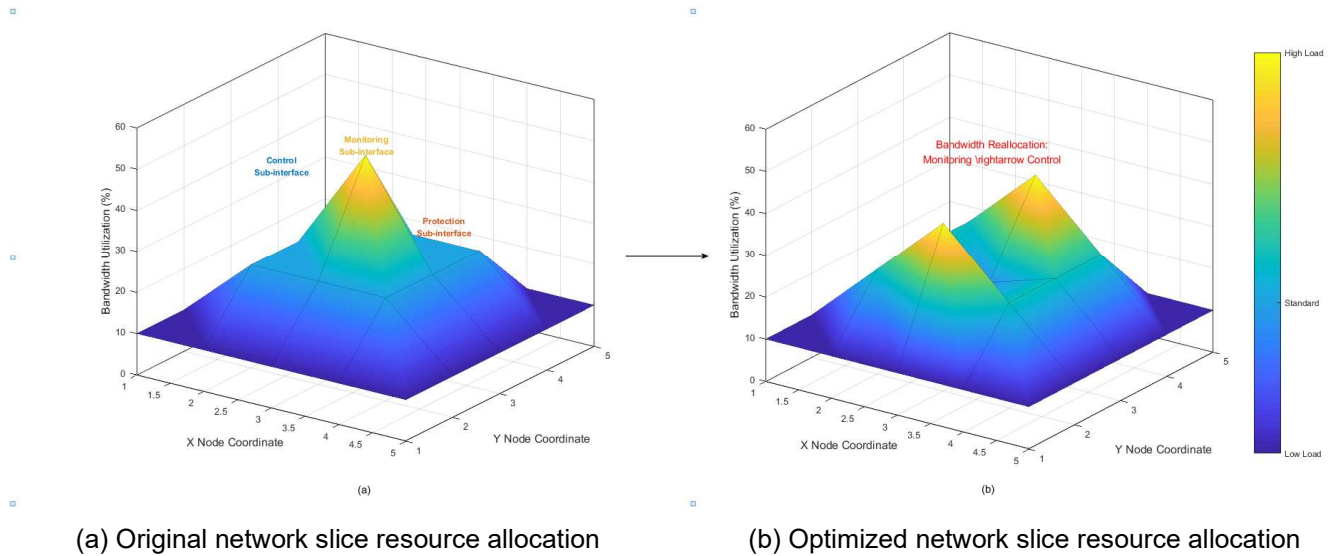 60
50
40
30
20
10
0
Bandwidth Utilization (%)
Control
Sub-interface
Monitoring
Sub-interface
Protection
Sub-interface
1
1.5
2
2.5
3
3.5
4
4.5
5
X Node Coordinate
1
2
3
4
5
Y Node Coordinate
(a)
60
50
40
30
20
10
0
Bandwidth Utilization (%)
Bandwidth Reallocation:
Monitoring \rightarrow Control
1
1.5
2
2.5
3
3.5
4
4.5
5
X Node Coordinate
1
2
3
4
5
Y Node Coordinate
(b)
High Load
Standard
Low Load
(a) Original network slice resource allocation
(b) Optimized network slice resource allocation